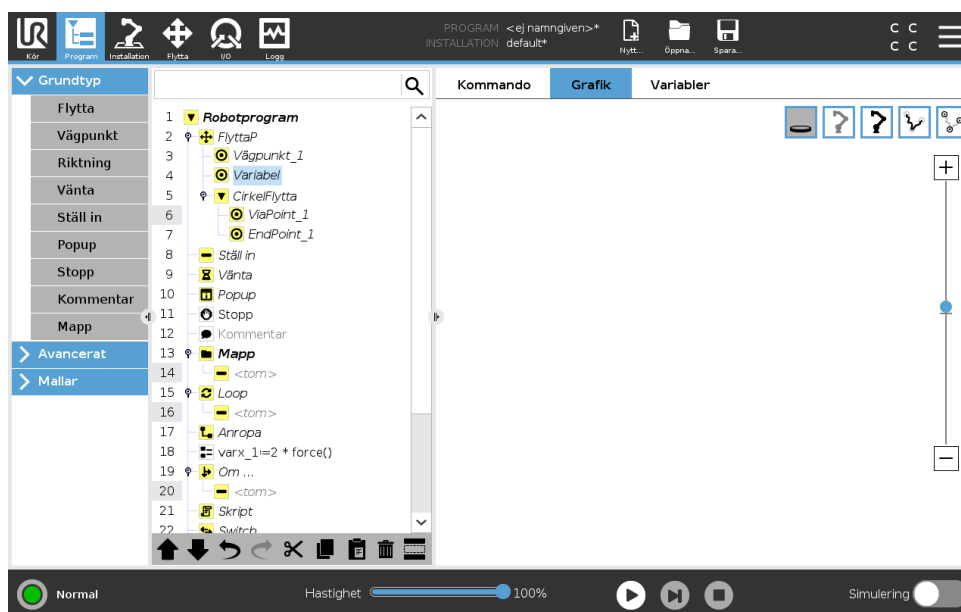 UR
Kör
Program
Installation
Flytta
I/O
Logg
PROGRAM <ej namngiven>*
INSTALLATION default*
Nytt...
Öppna...
Spara...
C C
C C
Grundtyp
Flytta
Vägpunkt
Riktning
Vänta
Ställ in
Popup
Stopp
Kommentar
Mapp
Avancerat
Mallar
1 Robotprogram
2 FlyttaP
3 Vägpunkt_1
4 Variabel
5 CirkelFlytta
6 ViaPoint_1
7 EndPoint_1
8 Ställ in
9 Vänta
10 Popup
11 Stopp
12 Kommentar
13 Mapp
14 <tom>
15 Loop
16 <tom>
17 Anropa
18 varx_1:=2 * force()
19 Om ...
20 <tom>
21 Skript
22 Switch
Kommando
Grafik
Variabler
Normal
Hastighet
100%
Simulering